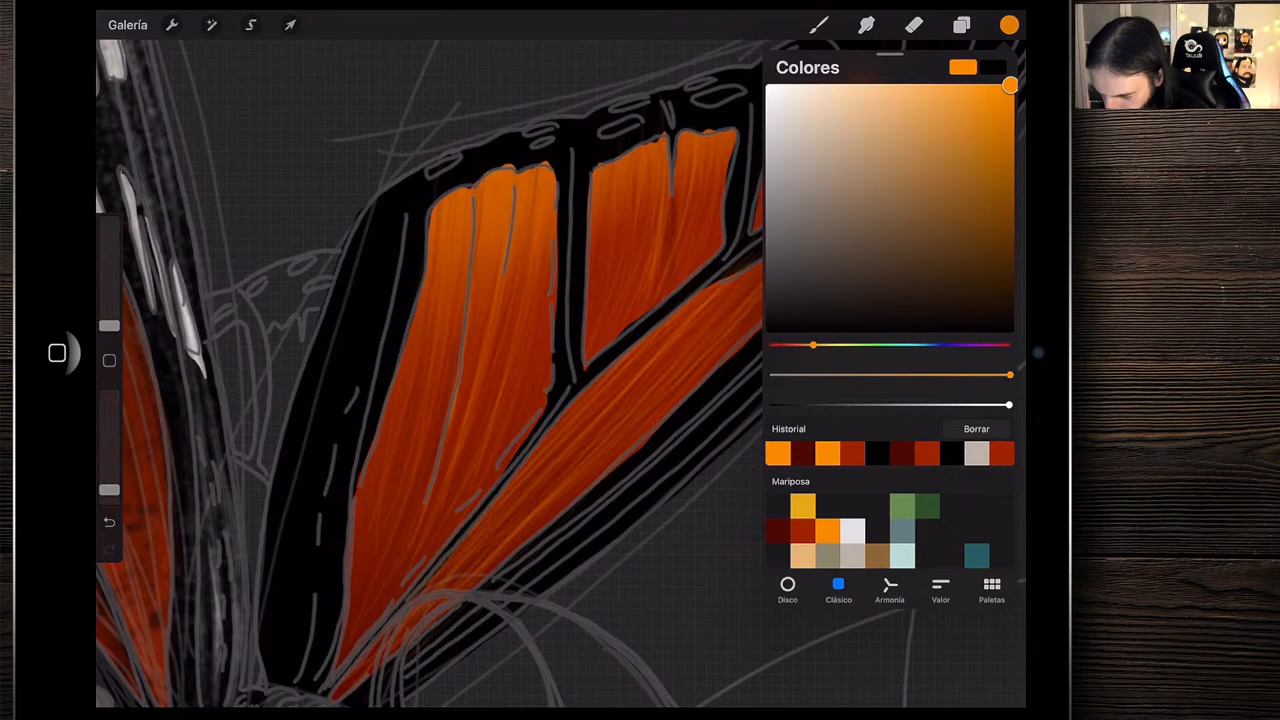 Galería
Colores
Historial
Borrar
Mariposa
Disco
Clásico
Armonía
Valor
Paletas